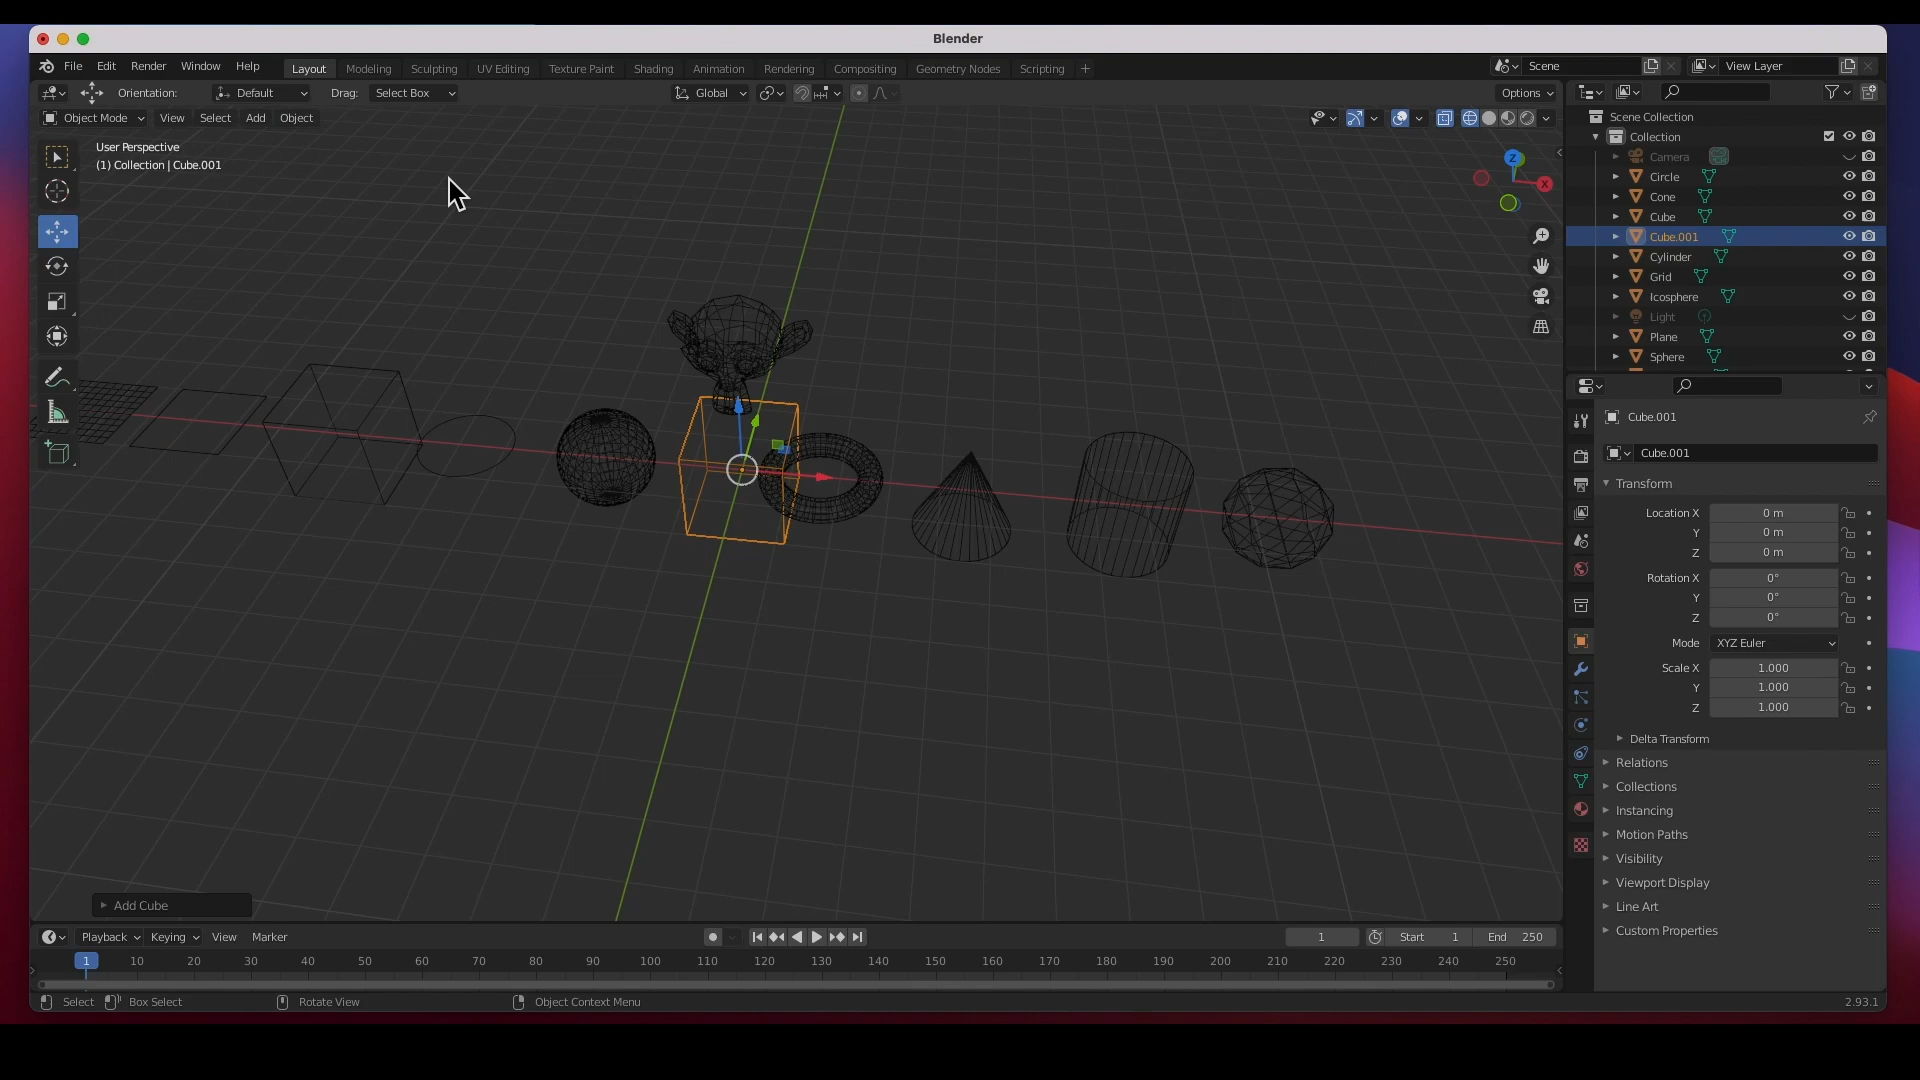 Blender
File Edit Render Window Help Layout Modeling Sculpting UV Editing Texture Paint Shading Animation Rendering Compositing Geometry Nodes Scripting + Scene View Layer
Orientation: Default Drag: Select Box Global Options
Object Mode View Select Add Object
User Perspective
(1) Collection | Cube.001
Z
X
Scene Collection
Collection
Camera
Circle
Cone
Cube
Cube.001
Cylinder
Grid
Icosphere
Light
Plane
Sphere
Cube.001
Cube.001
Transform
Location X 0 m
Y 0 m
Z 0 m
Rotation X 0°
Y 0°
Z 0°
Mode XYZ Euler
Scale X 1.000
Y 1.000
Z 1.000
Delta Transform
Relations
Collections
Instancing
Motion Paths
Visibility
Viewport Display
Line Art
Custom Properties
Add Cube
Playback Keying View Marker 1 Start 1 End 250
1 10 20 30 40 50 60 70 80 90 100 110 120 130 140 150 160 170 180 190 200 210 220 230 240 250
Select Box Select Rotate View Object Context Menu 2.93.1